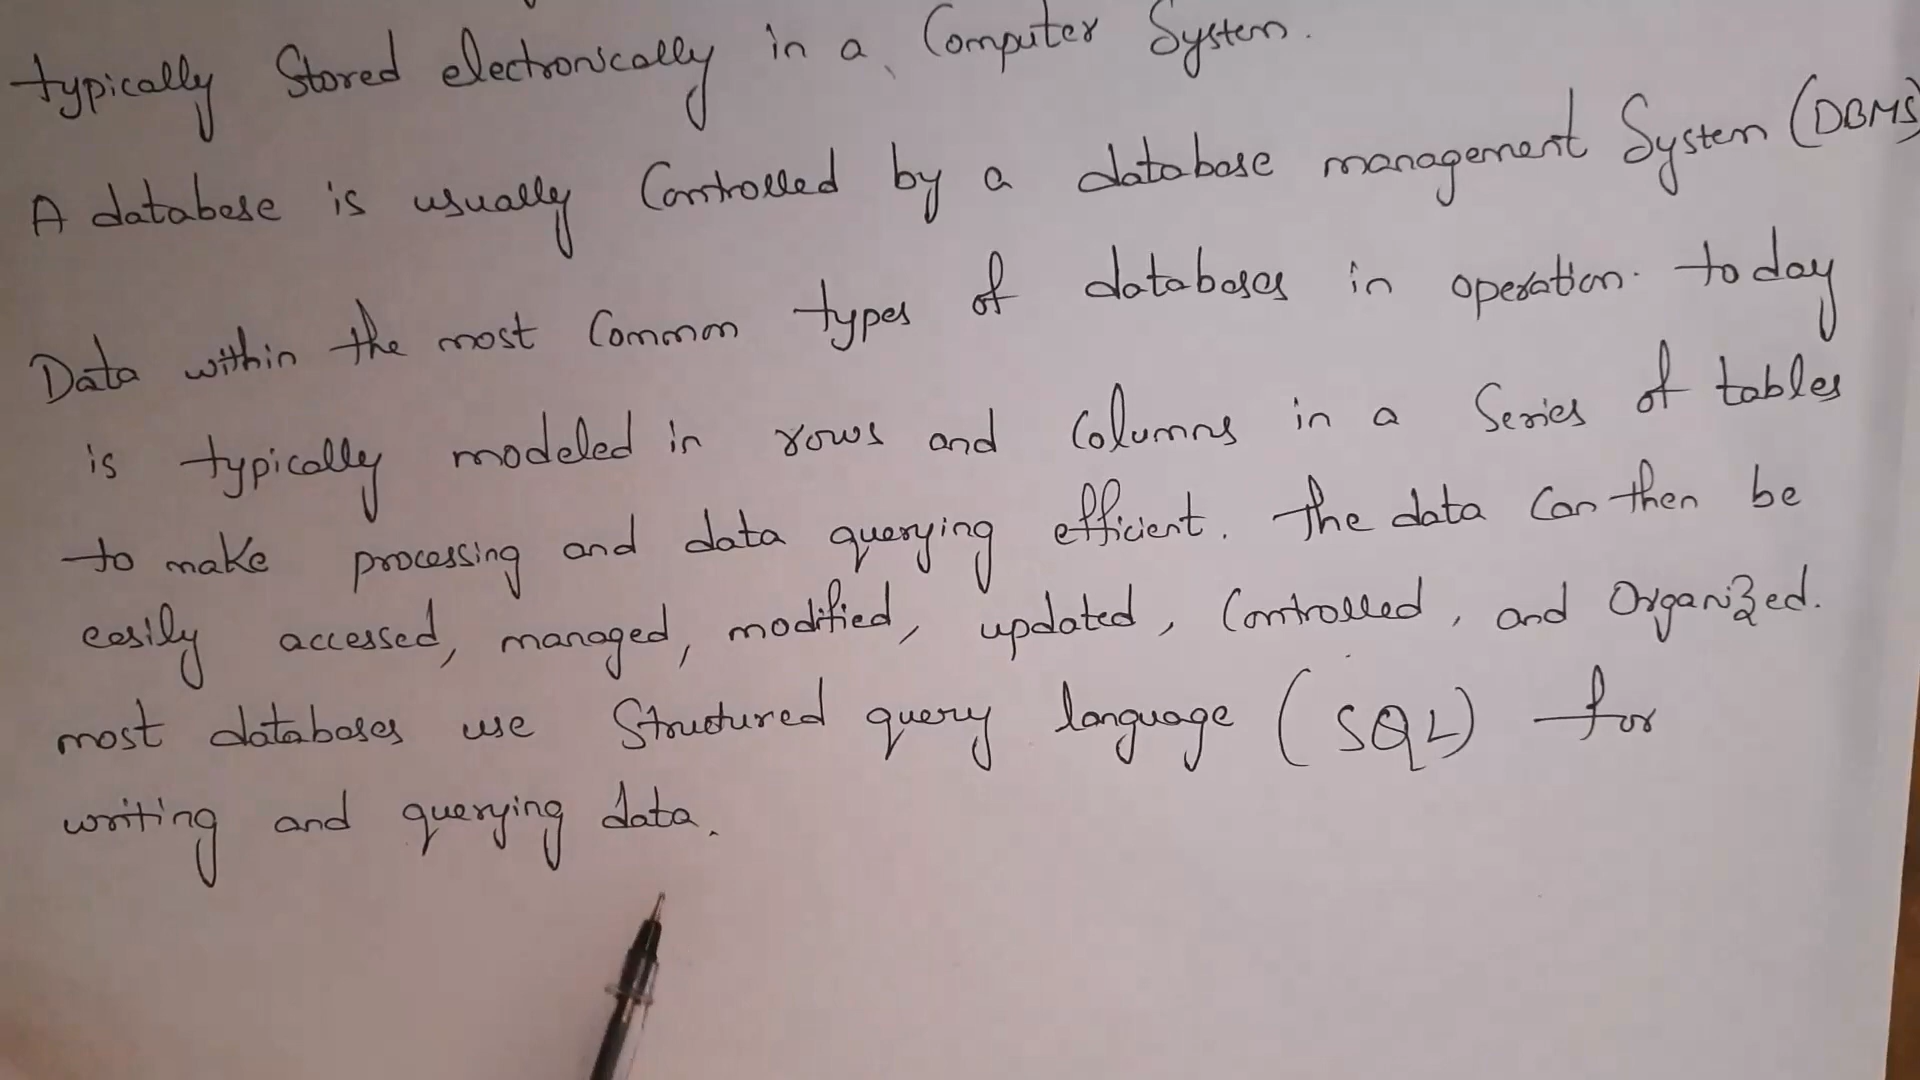 typically Stored electronically in a Computer System.
A database is usually Controlled by a database management System (DBMS)
Data within the most Common types of databases in operation. today
is typically modeled in rows and Columns in a Series of tables
to make processing and data querying efficient. The data Can then be
easily accessed, managed, modified, updated, Controlled, and Organized.
most databases use Structured query language (SQL) for
writing and querying data.